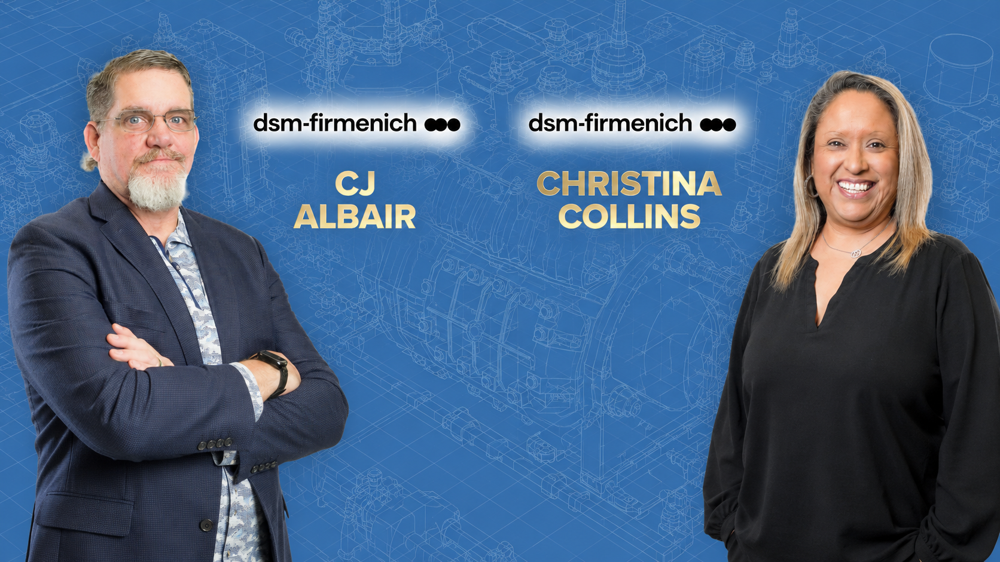 dsm-firmenich
CJ
ALBAIR
dsm-firmenich
CHRISTINA
COLLINS